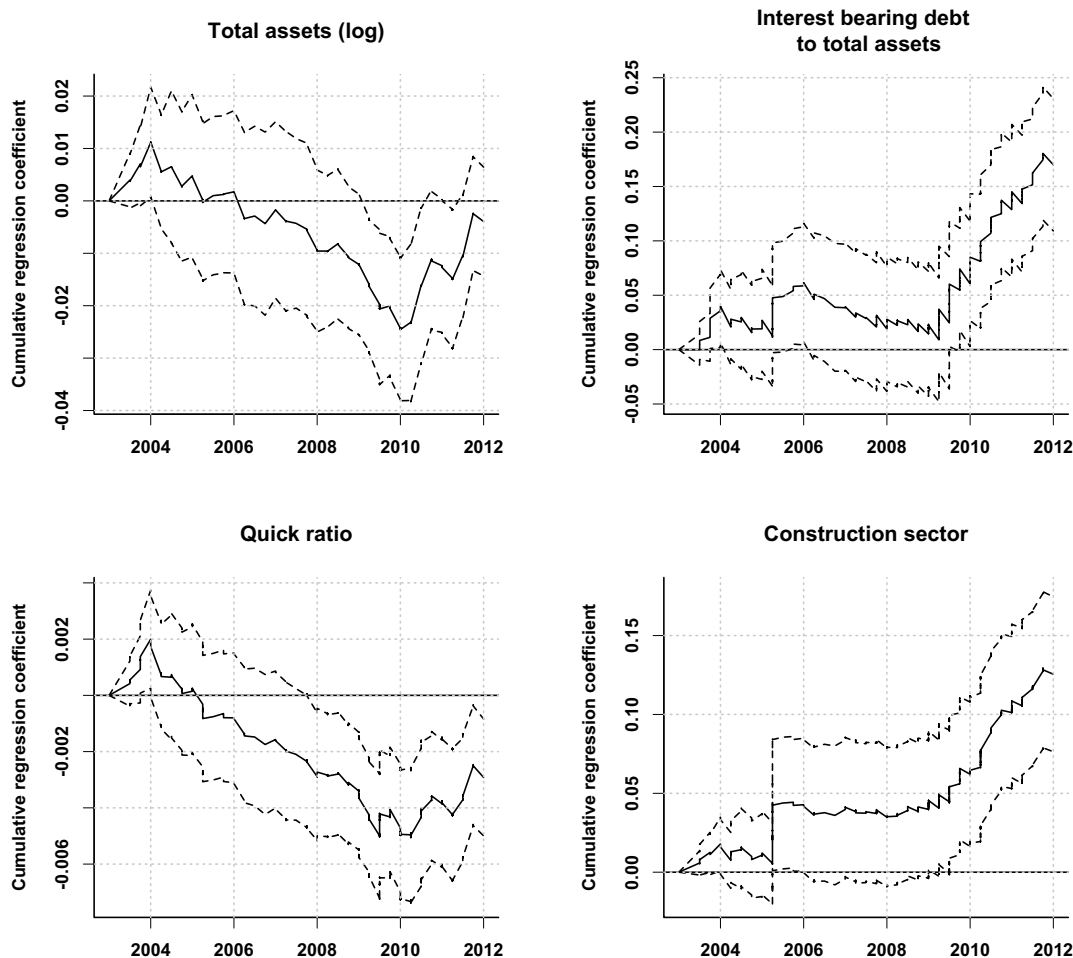 Total assets (log)
Cumulative regression coefficient
0.02
0.01
0.00
-0.02
-0.04
2004 2006 2008 2010 2012
Interest bearing debt
to total assets
Cumulative regression coefficient
0.25
0.20
0.15
0.10
0.05
0.00
-0.05
2004 2006 2008 2010 2012
Quick ratio
Cumulative regression coefficient
0.002
-0.002
-0.006
2004 2006 2008 2010 2012
Construction sector
Cumulative regression coefficient
0.15
0.10
0.05
0.00
2004 2006 2008 2010 2012